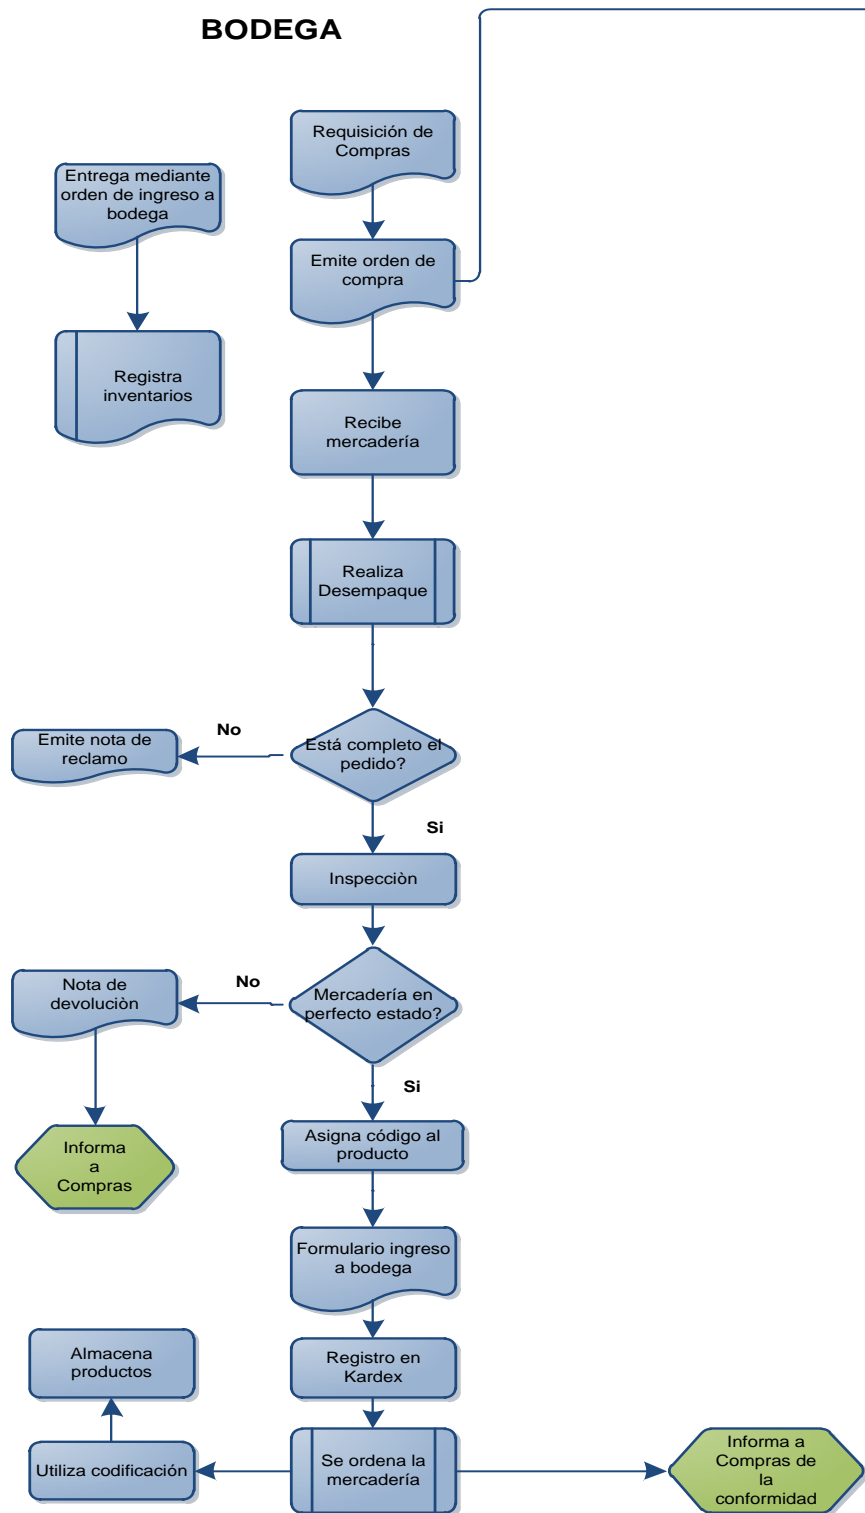 BODEGA
Requisición de
Compras
Entrega mediante
orden de ingreso a
bodega
Emite orden de
compra
Registra
inventarios
Recibe
mercadería
Realiza
Desempaque
No
Está completo el
pedido?
Emite nota de
reclamo
Si
Inspecciòn
No
Mercadería en
perfecto estado?
Nota de
devoluciòn
Si
Informa
a
Compras
Asigna código al
producto
Formulario ingreso
a bodega
Almacena
productos
Registro en
Kardex
Utiliza codificación
Se ordena la
mercadería
Informa a
Compras de
la
conformidad